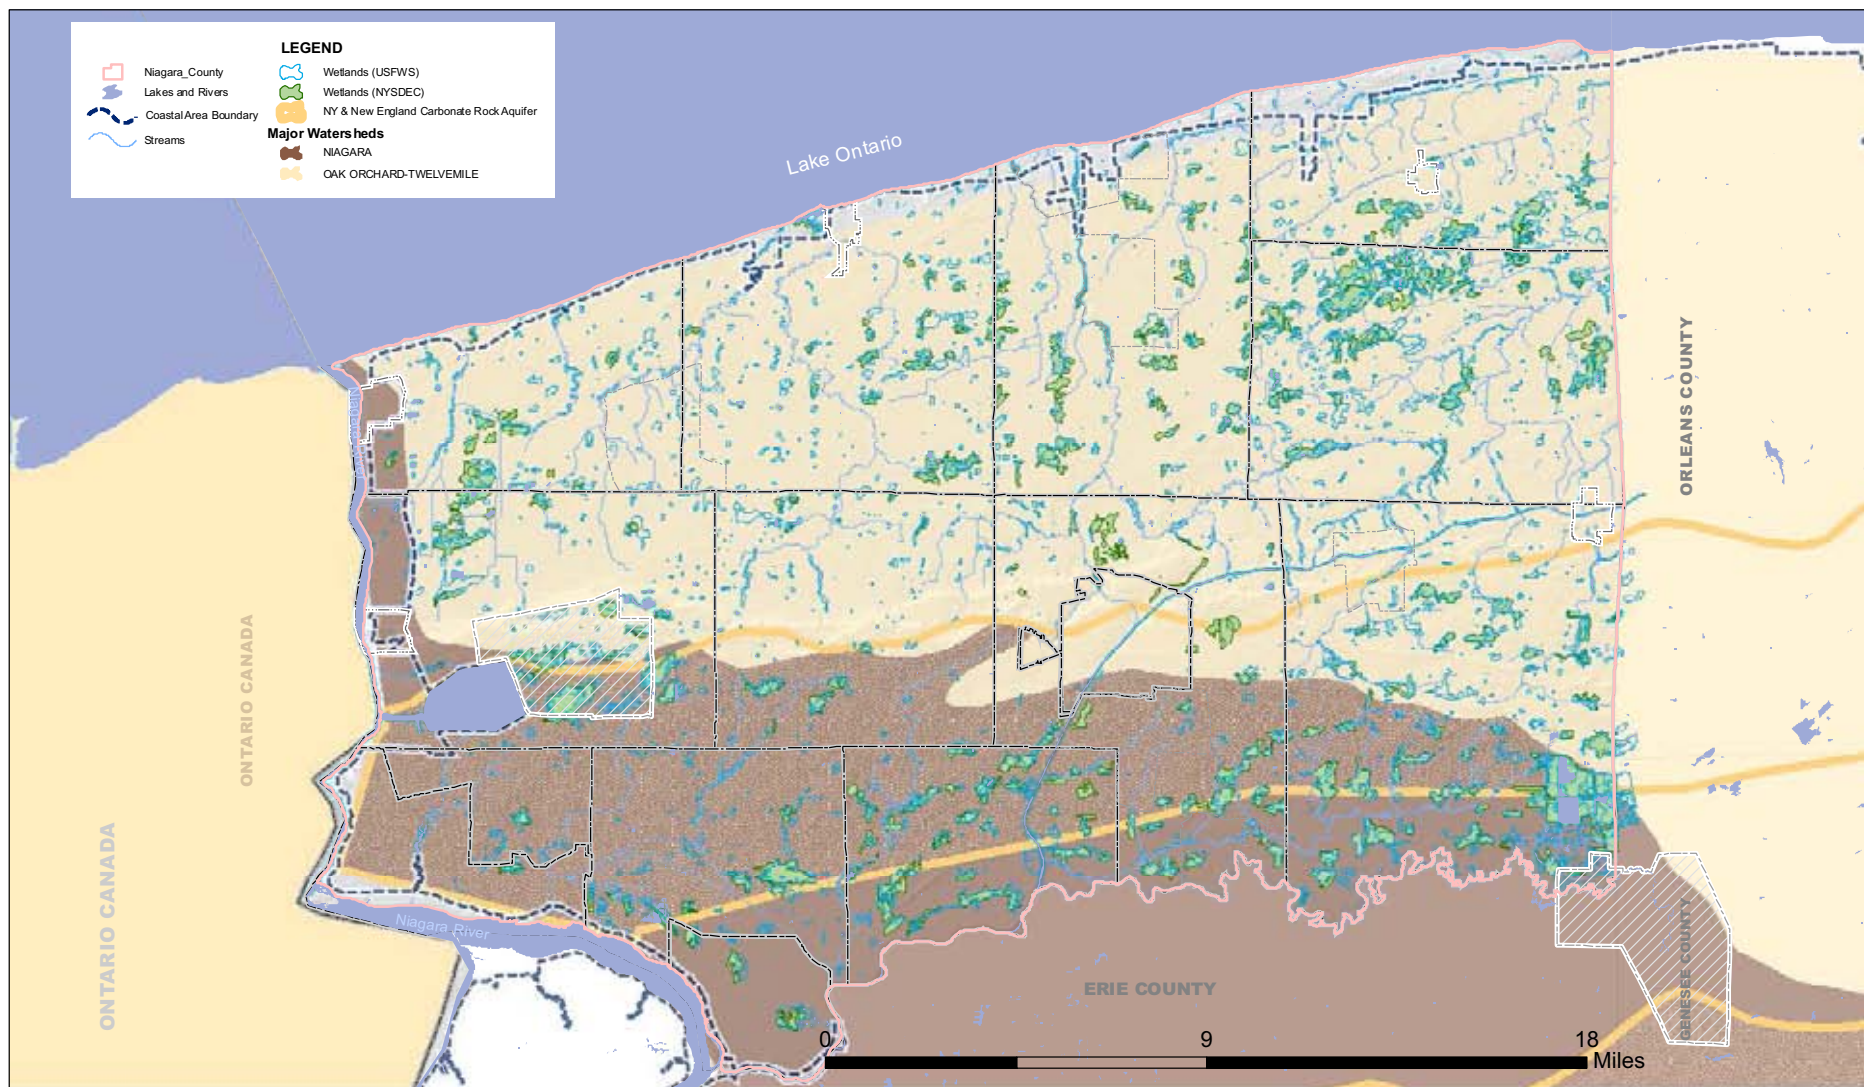 LEGEND
Niagara_County
Lakes and Rivers
Coastal Area Boundary
Streams
Wetlands (USFWS)
Wetlands (NYSDEC)
NY & New England Carbonate Rock Aquifer
Major Watersheds
NIAGARA
OAK ORCHARD-TWELVEMILE
Lake Ontario
ORLEANS COUNTY
ONTARIO CANADA
ONTARIO CANADA
Niagara River
ERIE COUNTY
GENESEE COUNTY
0 9 18
Miles